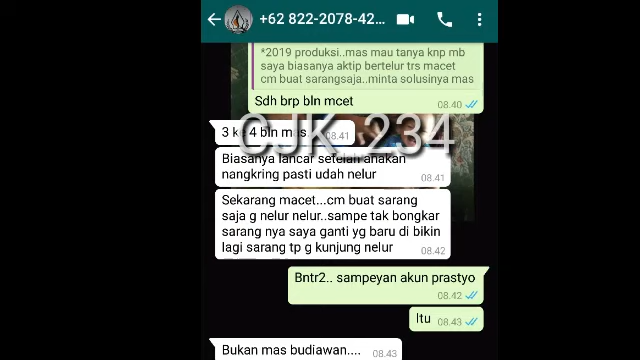 +62 822-2078-42...
*2019 produksi..mas mau tanya knp mb
saya biasanya aktip bertelur trs macet
cm buat sarangsaja..minta solusinya mas
Sdh brp bln mcet
08.40
3 ke 4 bln mas.
08.41
CJK_234
Biasanya lancar setelah anakan
nangkring pasti udah nelur
08.41
Sekarang macet...cm buat sarang
saja g nelur nelur..sampe tak bongkar
sarang nya saya ganti yg baru di bikin
lagi sarang tp g kunjung nelur
08.42
Bntr2.. sampeyan akun prastyo
08.42
Itu
08.43
Bukan mas budiawan....
08.43